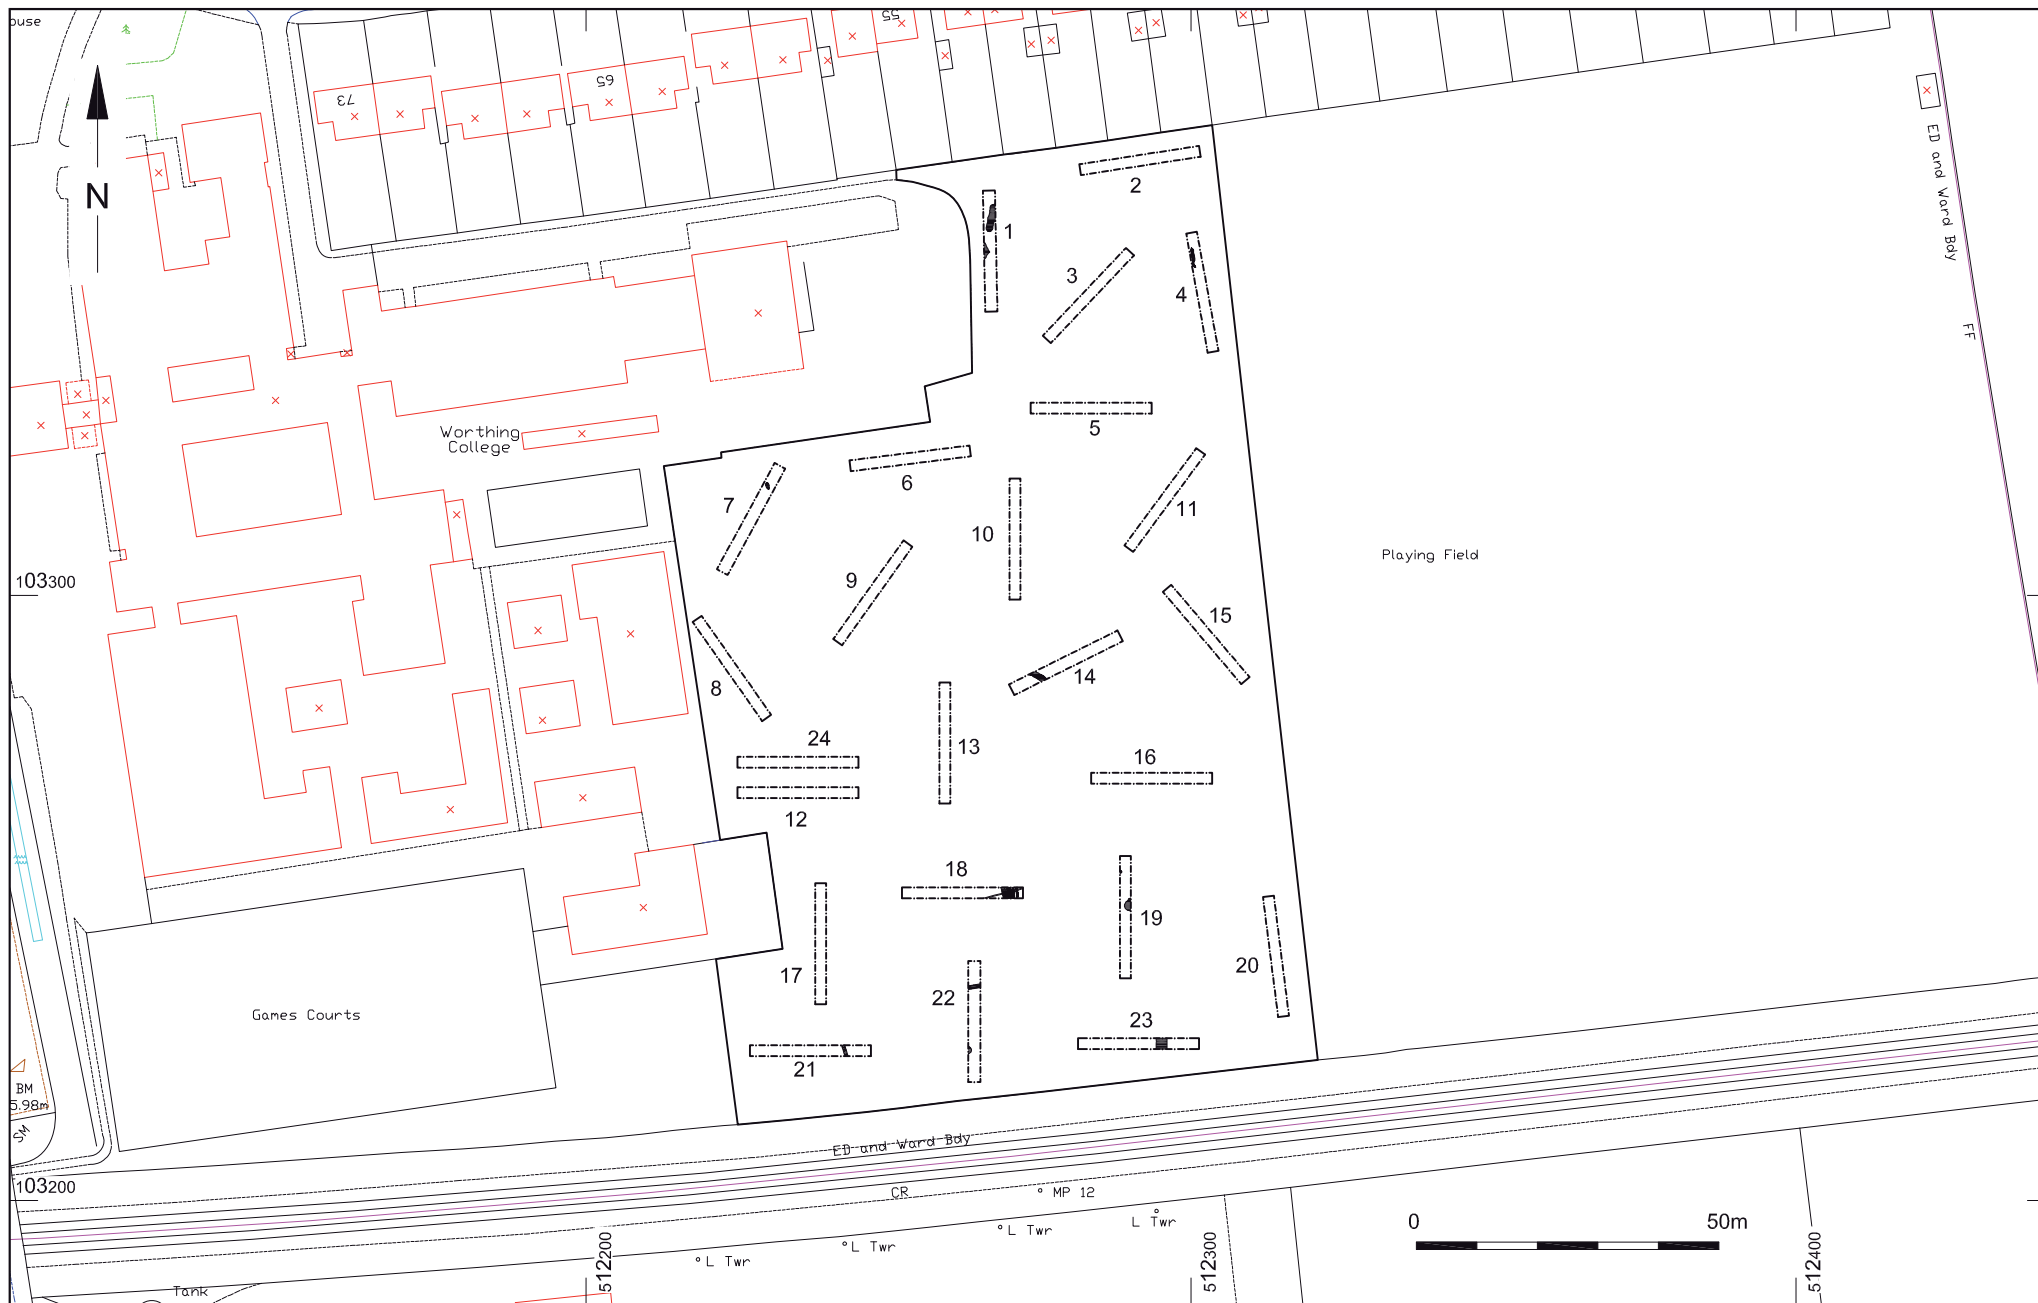 ouse
55
73
65
N
2
1
3
4
ED and Ward Bdy
FF
5
Worthing
College
6
7
10
11
Playing Field
9
103300
15
8
14
24
13
16
12
18
19
17
20
22
23
Games Courts
21
BM
5.98m
SM
ED and Ward Bdy
103200
CR
MP 12
L Twr
L Twr
L Twr
L Twr
0
50m
512200
512300
512400
Tank